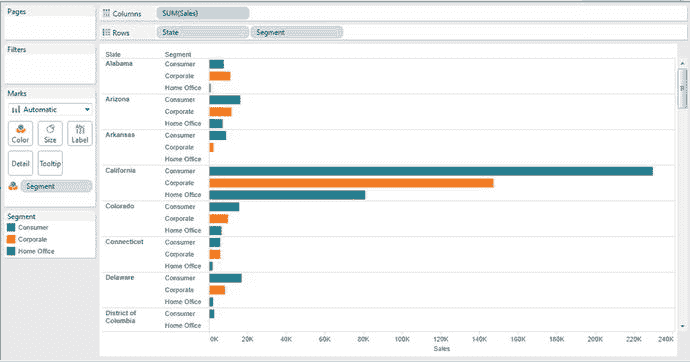 Pages
Columns SUM(Sales)
Rows State Segment
Filters
State Segment
Alabama Consumer
Corporate
Home Office
Marks
Automatic
Color Size Abc 123 Label
Detail Tooltip
Segment
Segment
Consumer
Corporate
Home Office
Arizona Consumer
Corporate
Home Office
Arkansas Consumer
Corporate
Home Office
California Consumer
Corporate
Home Office
Colorado Consumer
Corporate
Home Office
Connecticut Consumer
Corporate
Home Office
Delaware Consumer
Corporate
Home Office
District of Consumer
Colombia Home Office
0K 20K 40K 60K 80K 100K 120K 140K 160K 180K 200K 220K 240K
Sales